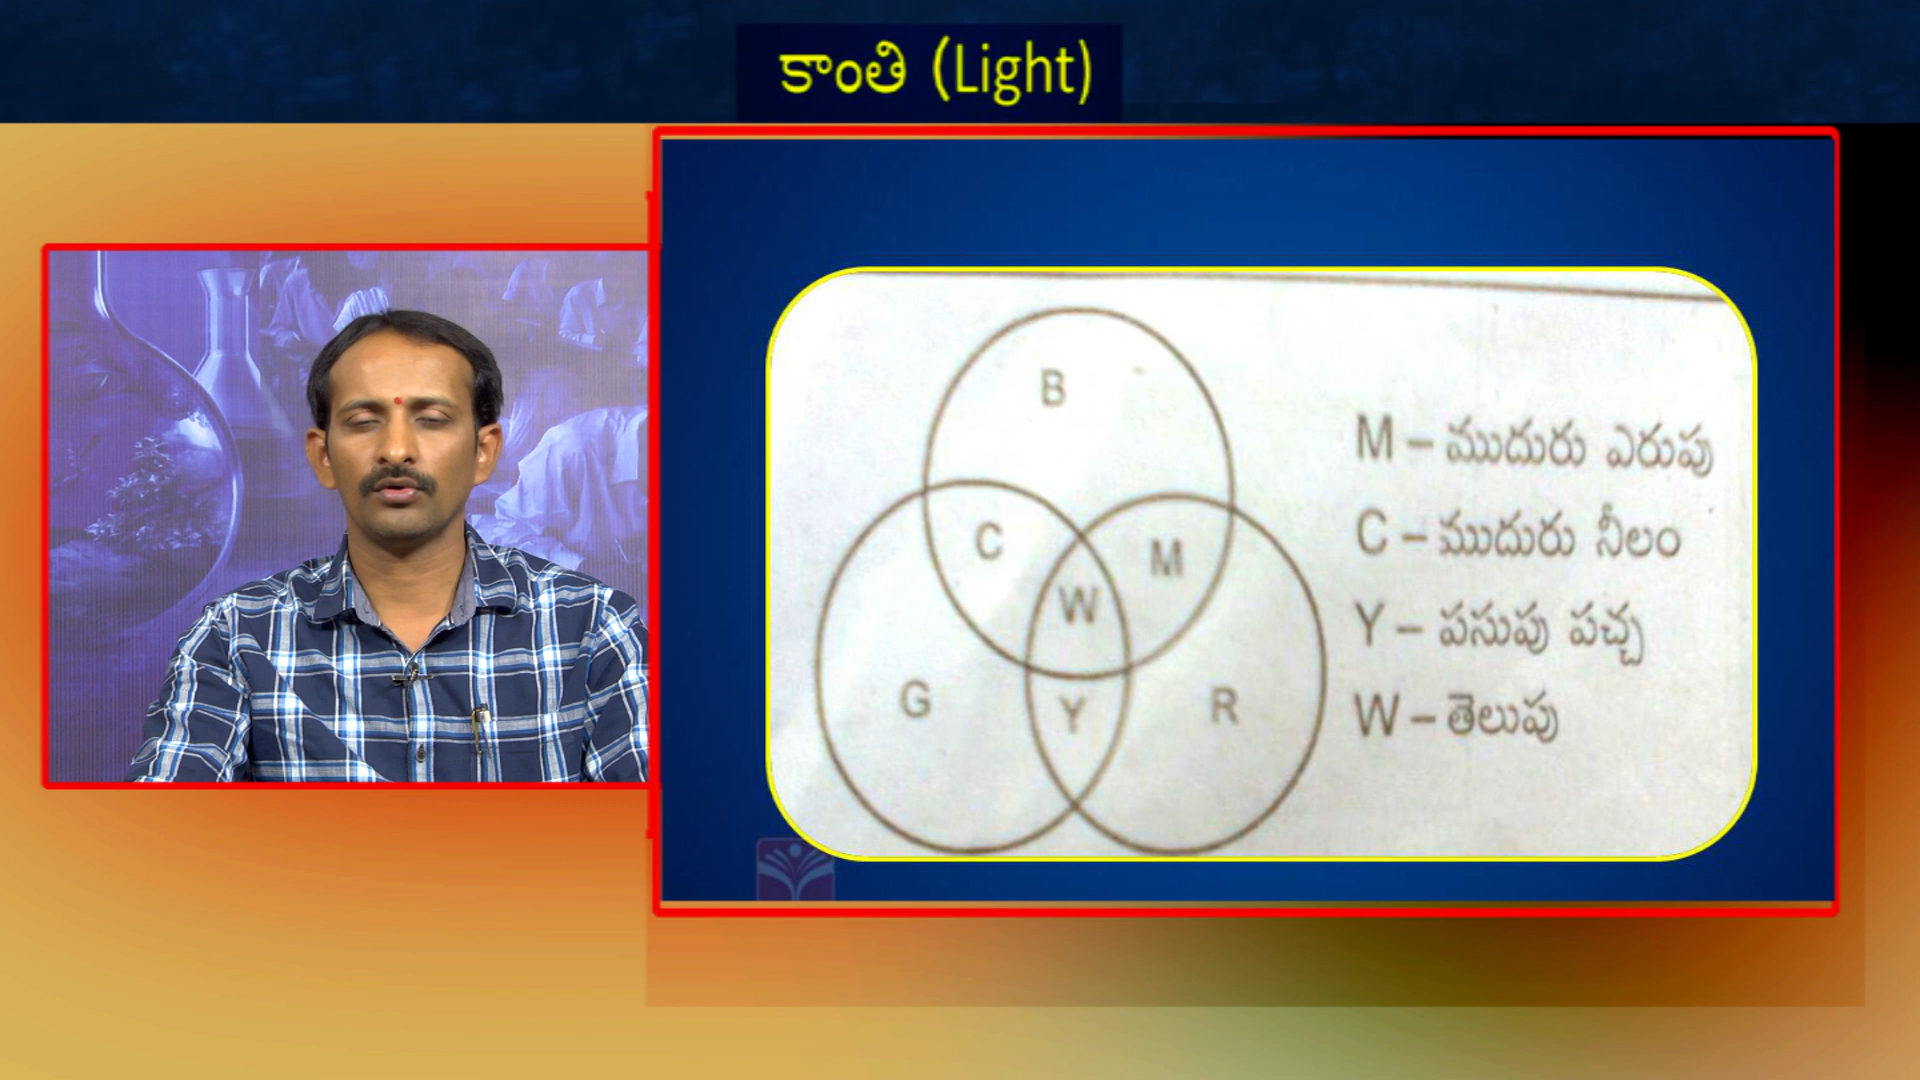 కాంతి (Light)
B
C
M
W
G
Y
R
M – ముదురు ఎరుపు
C – ముదురు నీలం
Y – పసుపు పచ్చ
W – తెలుపు